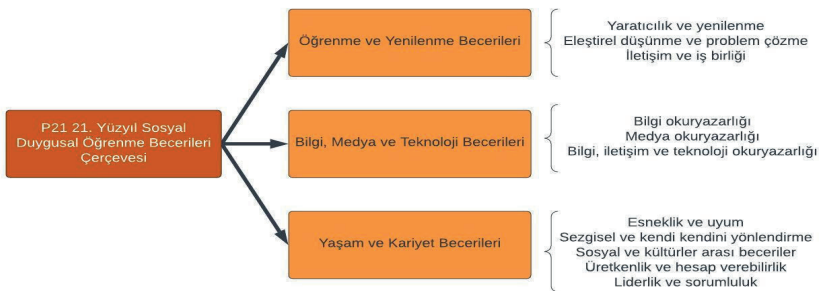 P21 21. Yüzyıl Sosyal
Duygusal Öğrenme Becerileri
Çerçevesi
Öğrenme ve Yenilenme Becerileri
Yaratıcılık ve yenilenme
Eleştirel düşünme ve problem çözme
İletişim ve iş birliği
Bilgi, Medya ve Teknoloji Becerileri
Bilgi okuryazarlığı
Medya okuryazarlığı
Bilgi, iletişim ve teknoloji okuryazarlığı
Yaşam ve Kariyet Becerileri
Esneklik ve uyum
Sezgisel ve kendi kendini yönlendirme
Sosyal ve kültürler arası beceriler
Üretkenlik ve hesap verebilirlik
Liderlik ve sorumluluk